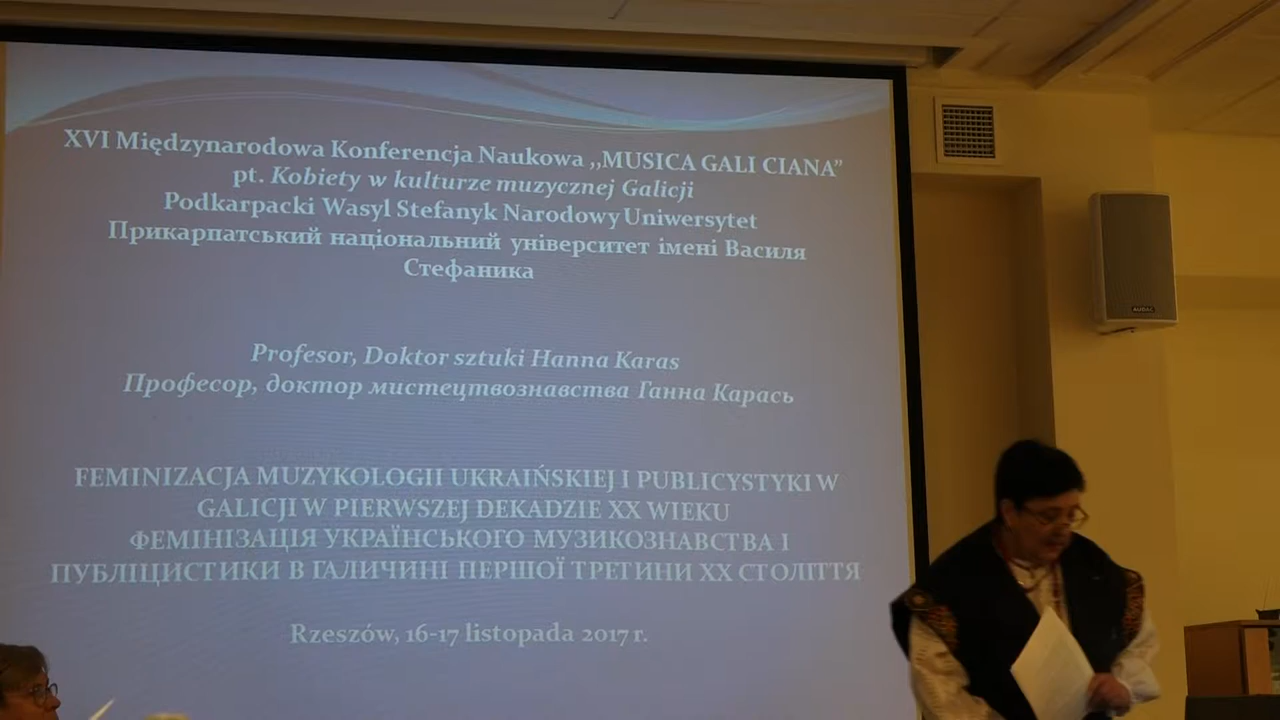 XVI Międzynarodowa Konferencja Naukowa ,,MUSICA GALI CIANA”
pt. Kobiety w kulturze muzycznej Galicji
Podkarpacki Wasyl Stefanyk Narodowy Uniwersytet
Прикарпатський національний університет імені Василя
Стефаника
Profesor, Doktor sztuki Hanna Karas
Професор, доктор мистецтвознавства Ганна Карась
FEMINIZACJA MUZYKOLOGII UKRAIŃSKIEJ I PUBLICYSTYKI W
GALICJI W PIERWSZEJ DEKADZIE XX WIEKU
ФЕМІНІЗАЦІЯ УКРАЇНСЬКОГО МУЗИКОЗНАВСТВА І
ПУБЛІЦИСТИКИ В ГАЛИЧИНІ ПЕРШОЇ ТРЕТИНИ ХХ СТОЛІТТЯ
Rzeszów, 16-17 listopada 2017 r.
AUDAC